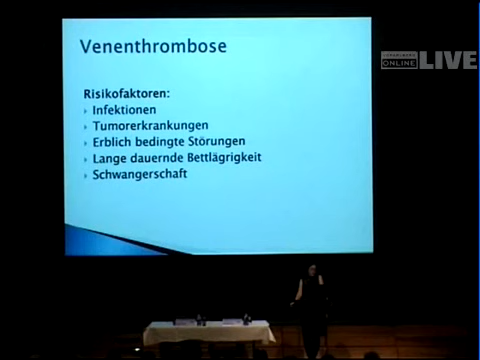 Venenthrombose
Risikofaktoren:
Infektionen
Tumorerkrankungen
Erblich bedingte Störungen
Lange dauernde Bettlägrigkeit
Schwangerschaft
ONLINE LIVE